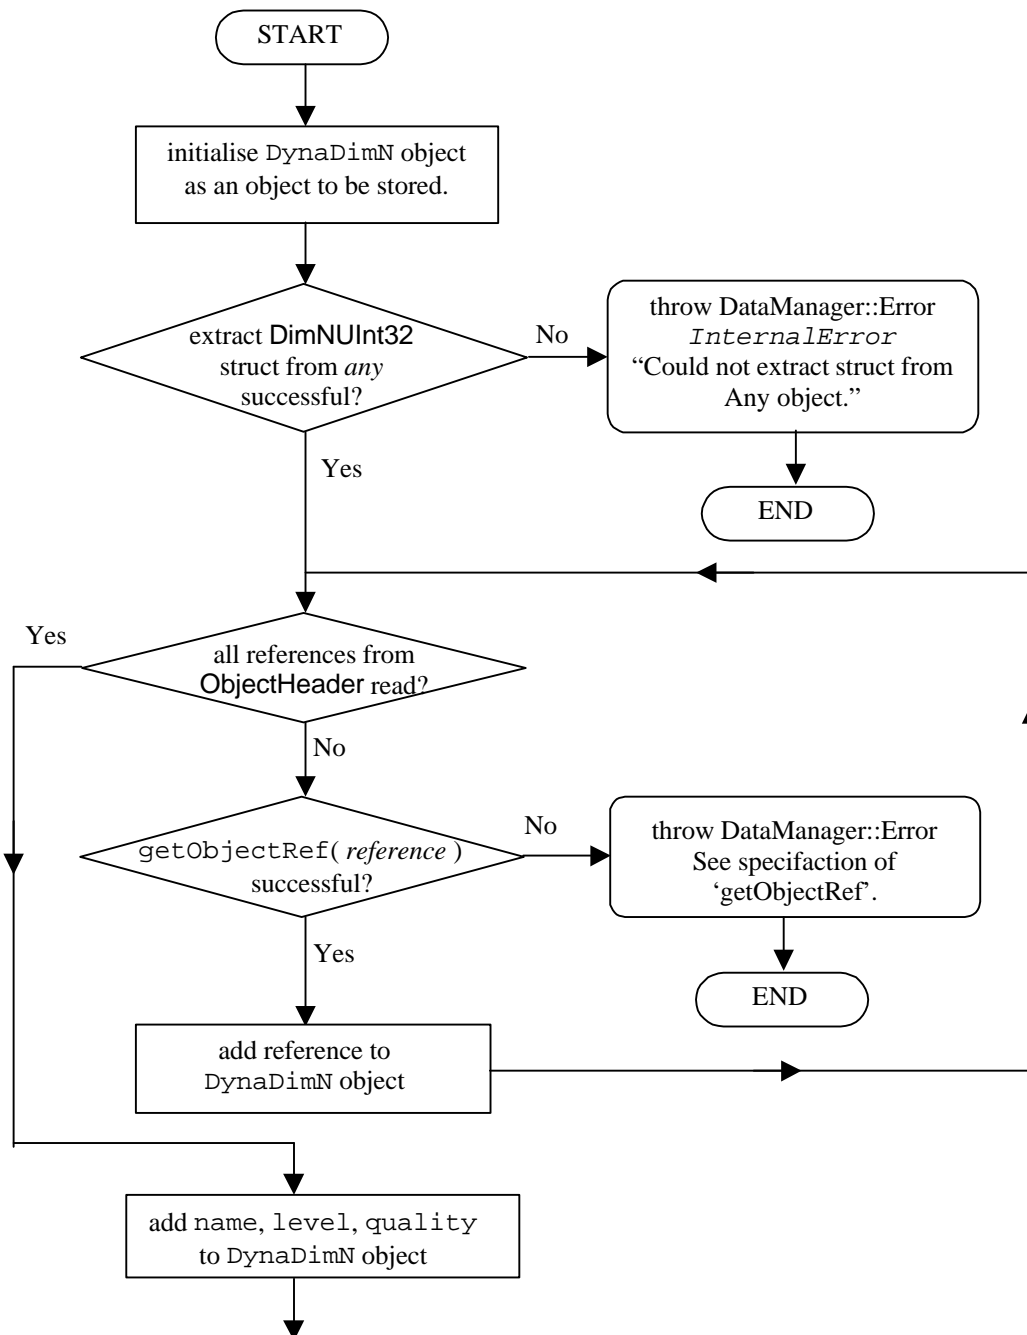 START
initialise DynaDimN object
as an object to be stored.
extract DimNUInt32
struct from any
successful?
No
throw DataManager::Error
InternalError
“Could not extract struct from
Any object.”
Yes
END
Yes
all references from
ObjectHeader read?
No
getObjectRef( reference )
successful?
No
throw DataManager::Error
See specifaction of
‘getObjectRef’.
Yes
END
add reference to
DynaDimN object
add name, level, quality
to DynaDimN object